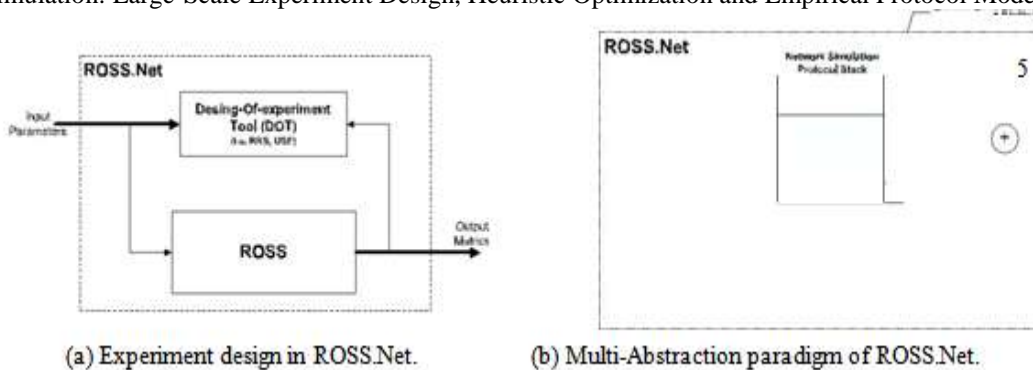 imulation: Large-Scale Experiment Design, Heuristic Optimization and Empirical Protocol Mode
ROSS.Net
Input
Parameters
Desing-Of-experiment
Tool (DOT)
RRS,
ROSS
Output
Metrics
(a) Experiment design in ROSS.Net.
ROSS.Net
Network Simulation
Protocol Stack
5
+
(b) Multi-Abstraction paradigm of ROSS.Net.